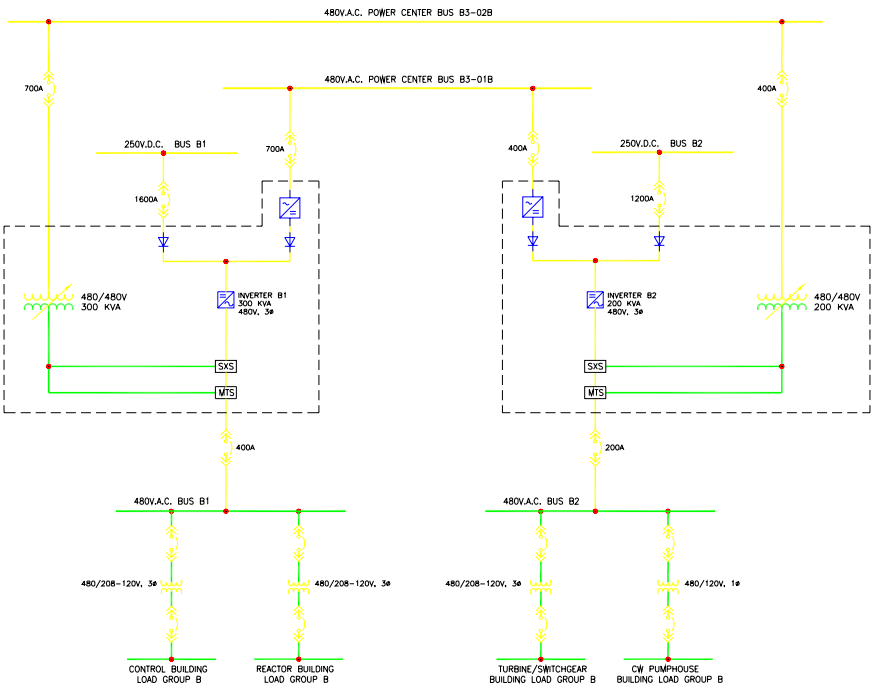 480V.A.C. POWER CENTER BUS B3-02B
480V.A.C. POWER CENTER BUS B3-01B
700A
400A
250V.D.C. BUS B1
700A
400A
250V.D.C. BUS B2
1600A
1200A
480/480V
300 KVA
INVERTER B1
300 KVA
480V, 3ø
INVERTER B2
200 KVA
480V, 3ø
480/480V
200 KVA
SXS
SXS
MTS
MTS
400A
200A
480V.A.C. BUS B1
480V.A.C. BUS B2
480/208-120V, 3ø
480/208-120V, 3ø
480/208-120V, 3ø
480/120V, 1ø
CONTROL BUILDING
LOAD GROUP B
REACTOR BUILDING
LOAD GROUP B
TURBINE/SWITCHGEAR
BUILDING LOAD GROUP B
CW PUMPHOUSE
BUILDING LOAD GROUP B